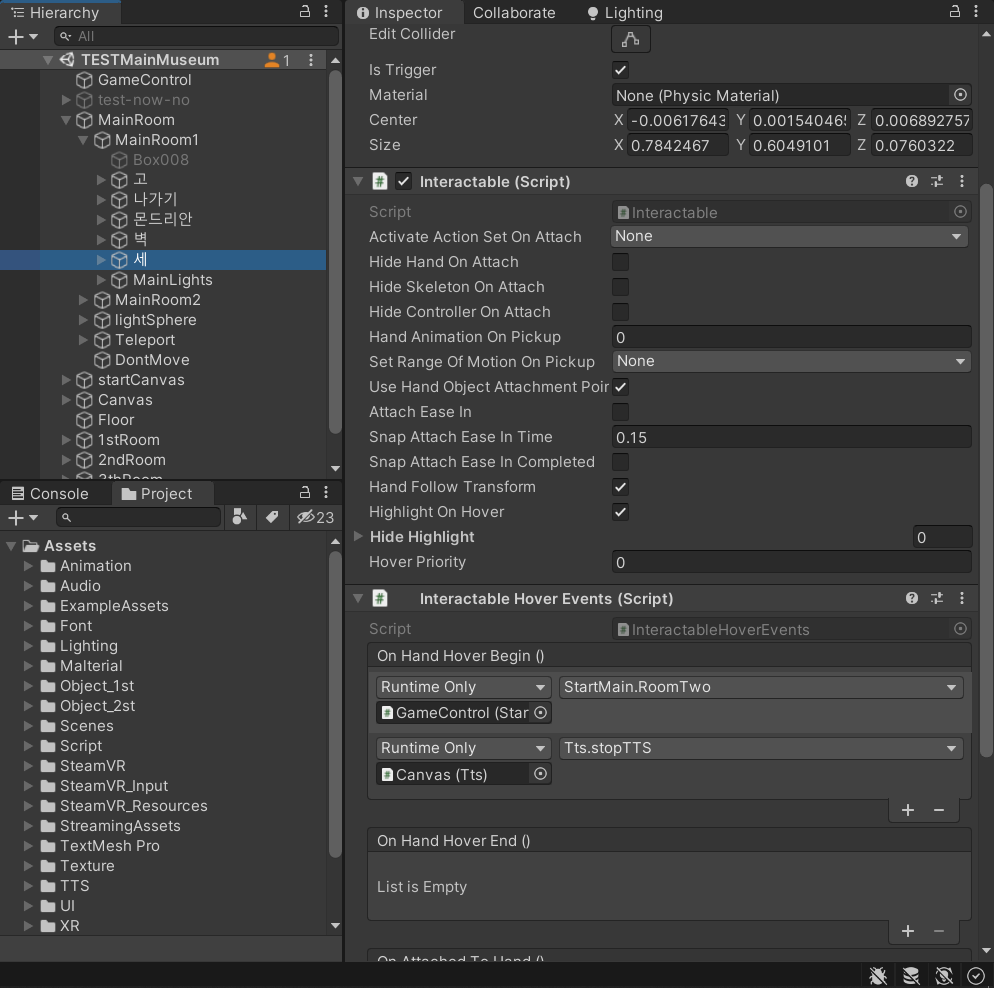 Hierarchy
All
TESTMainMuseum
1
GameControl
test-now-no
MainRoom
MainRoom1
Box008
고
나가기
몬드리안
벽
세
MainLights
MainRoom2
lightSphere
Teleport
DontMove
startCanvas
Canvas
Floor
1stRoom
2ndRoom
3thRoom
Console
Project
23
Assets
Animation
Audio
ExampleAssets
Font
Lighting
Malterial
Object_1st
Object_2st
Scenes
Script
SteamVR
SteamVR_Input
SteamVR_Resources
StreamingAssets
TextMesh Pro
Texture
TTS
UI
XR
Inspector
Collaborate
Lighting
Edit Collider
Is Trigger
Material None (Physic Material)
Center X -0.00617643 Y 0.001540465 Z 0.006892757
Size X 0.7842467 Y 0.6049101 Z 0.0760322
# Interactable (Script)
Script # Interactable
Activate Action Set On Attach None
Hide Hand On Attach
Hide Skeleton On Attach
Hide Controller On Attach
Hand Animation On Pickup 0
Set Range Of Motion On Pickup None
Use Hand Object Attachment Poir
Attach Ease In
Snap Attach Ease In Time 0.15
Snap Attach Ease In Completed
Hand Follow Transform
Highlight On Hover
Hide Highlight 0
Hover Priority 0
# Interactable Hover Events (Script)
Script # InteractableHoverEvents
On Hand Hover Begin ()
Runtime Only StartMain.RoomTwo
# GameControl (Star
Runtime Only Tts.stopTTS
# Canvas (Tts)
+ −
On Hand Hover End ()
List is Empty
+ −
On Attached To Hand ()